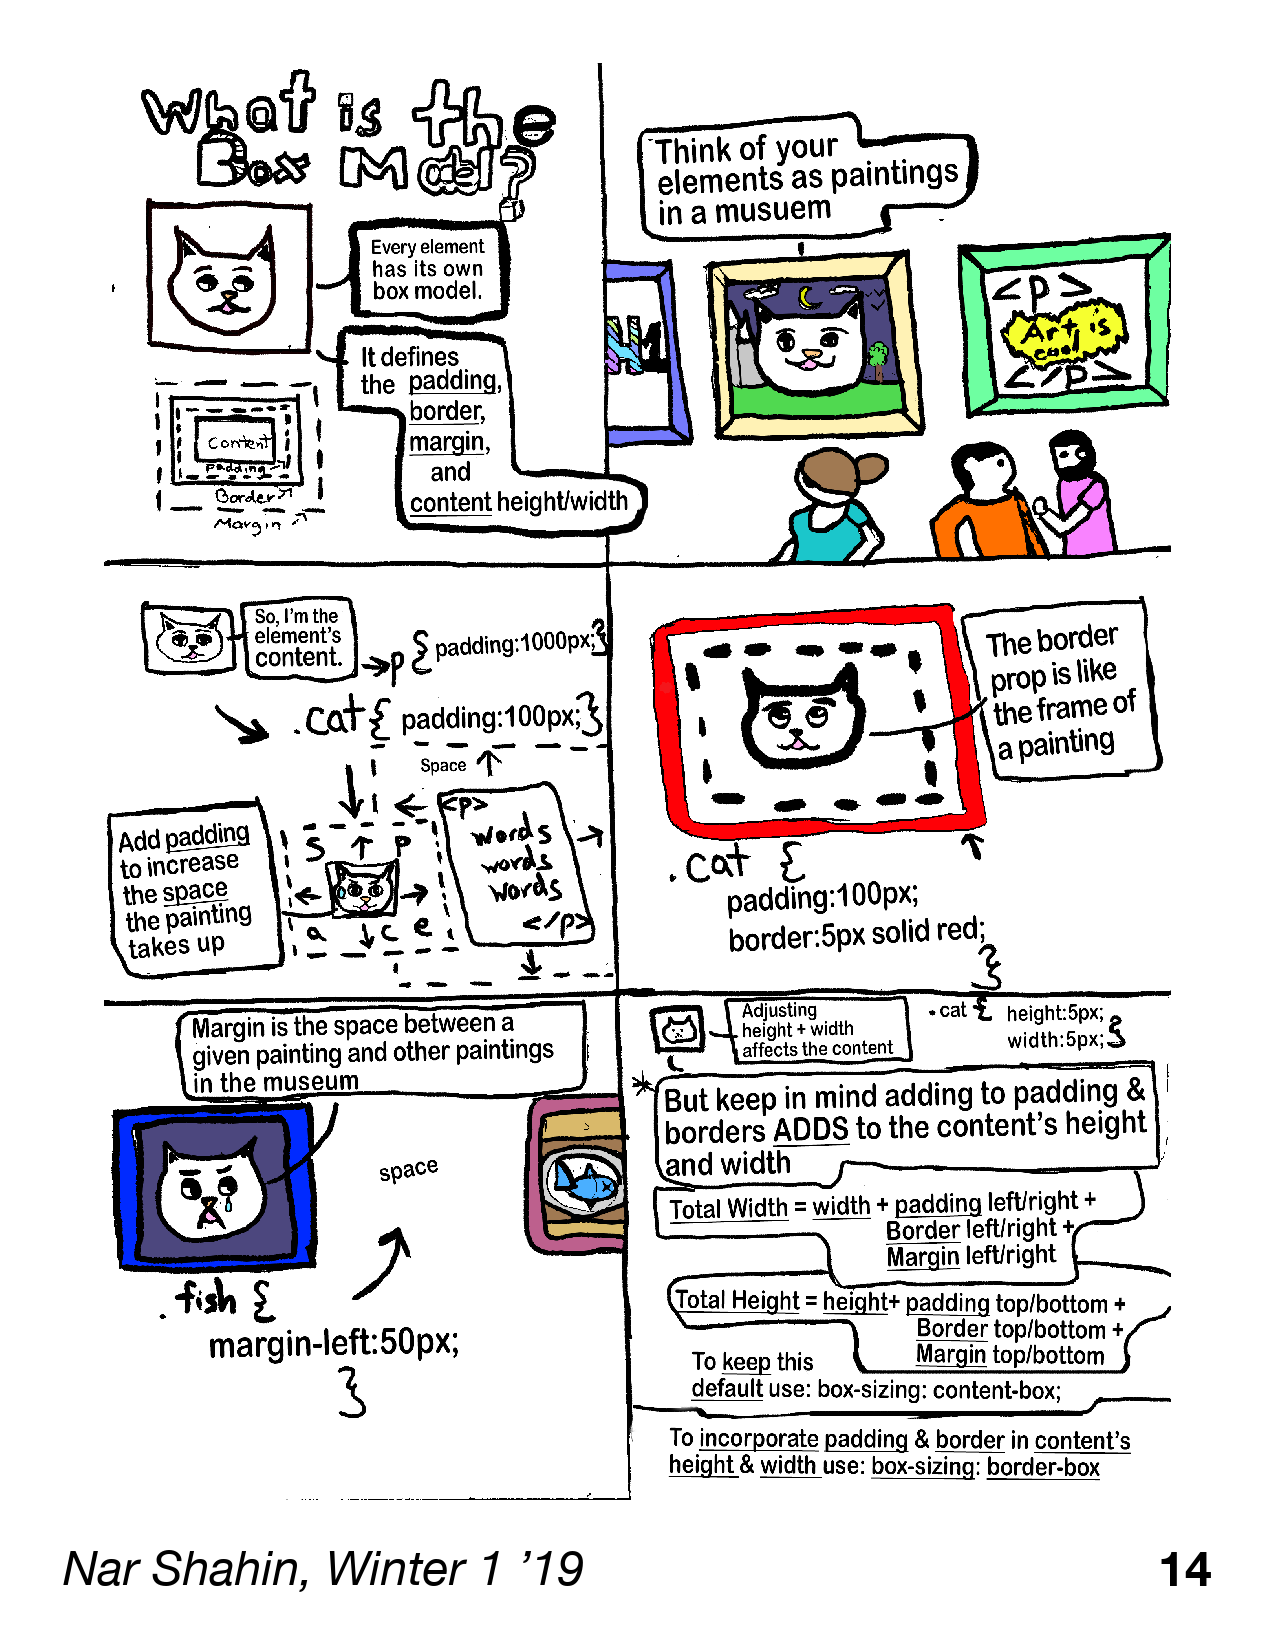 What is the
Box Model?
Every element
has its own
box model.
It defines
the padding,
border,
margin,
and
content height/width
Content
Padding
Border
Margin
Think of your
elements as paintings
in a musuem
<p>
Art is
cool
</p>
So, I'm the
element's
content.
p { padding:1000px; }
.cat { padding:100px; }
Space
Add padding
to increase
the space
the painting
takes up
s p
a c e
<p>
words
words
words
</p>
The border
prop is like
the frame of
a painting
.cat {
padding:100px;
border:5px solid red;
}
Margin is the space between a
given painting and other paintings
in the museum
space
.fish {
margin-left:50px;
}
Adjusting
height + width
affects the content
.cat { height:5px;
width:5px; }
* But keep in mind adding to padding &
borders ADDS to the content's height
and width
Total Width = width + padding left/right +
Border left/right +
Margin left/right
Total Height = height+ padding top/bottom +
Border top/bottom +
Margin top/bottom
To keep this
default use: box-sizing: content-box;
To incorporate padding & border in content's
height & width use: box-sizing: border-box
Nar Shahin, Winter 1 ’19
14